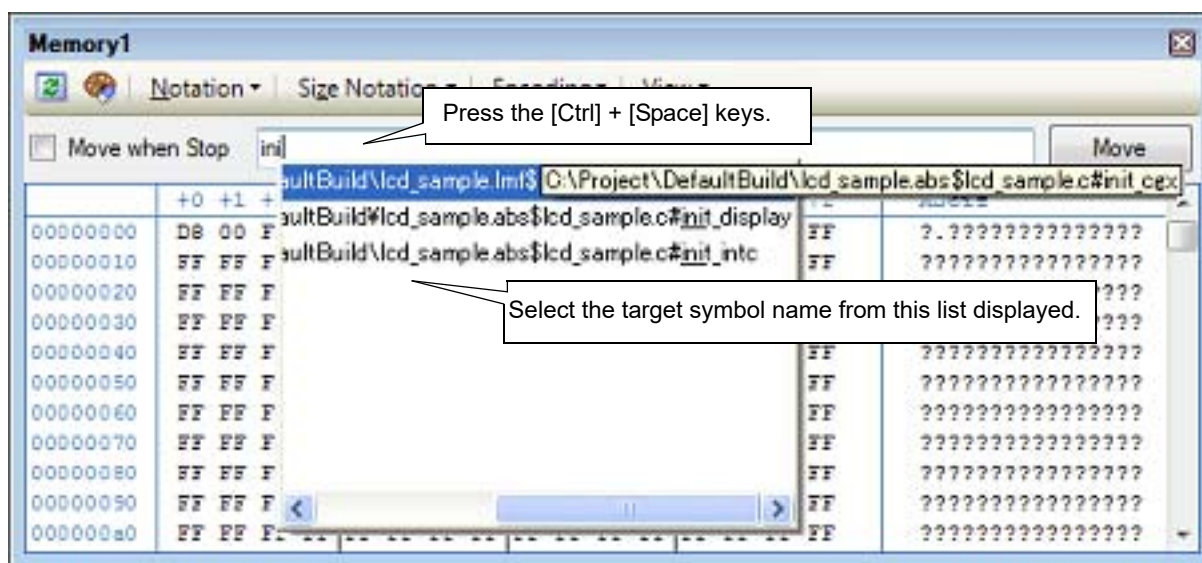 Memory1
Notation Size Notation
Press the [Ctrl] + [Space] keys.
Move when Stop ini Move
aultBuild\lcd_sample.lmf$ C:\Project\DefaultBuild\lcd_sample.abs$lcd_sample.c#init_cgx
+0 +1 +
aultBuild¥lcd_sample.abs$lcd_sample.c#init_display
00000000 D8 00 F FF ?.??????????????
aultBuild\lcd_sample.abs$lcd_sample.c#init_intc
00000010 FF FF F FF ????????????????
00000020 FF FF F ???
Select the target symbol name from this list displayed.
00000030 FF FF F ???
00000040 FF FF F FF ????????????????
00000050 FF FF F FF ????????????????
00000060 FF FF F FF ????????????????
00000070 FF FF F FF ????????????????
00000080 FF FF F FF ????????????????
00000090 FF FF F FF ????????????????
000000a0 FF FF F FF ????????????????